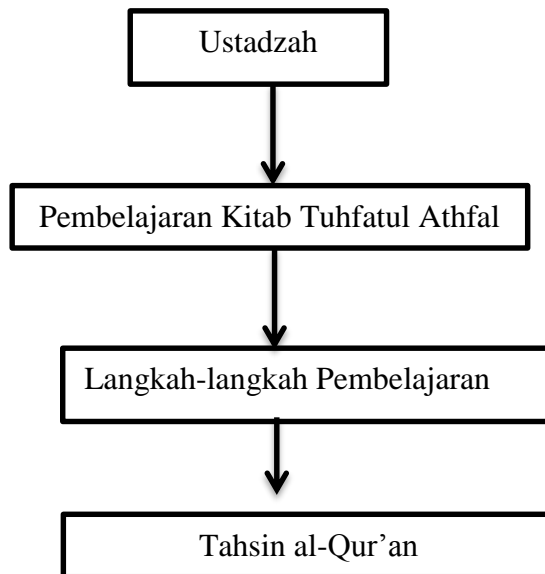 Ustadzah
Pembelajaran Kitab Tuhfatul Athfal
Langkah-langkah Pembelajaran
Tahsin al-Qur’an